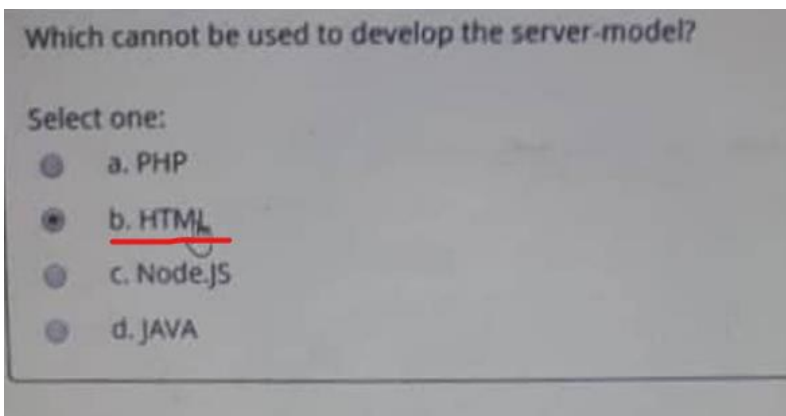 Which cannot be used to develop the server-model?
Select one:
a. PHP
b. HTML
c. Node.JS
d. JAVA